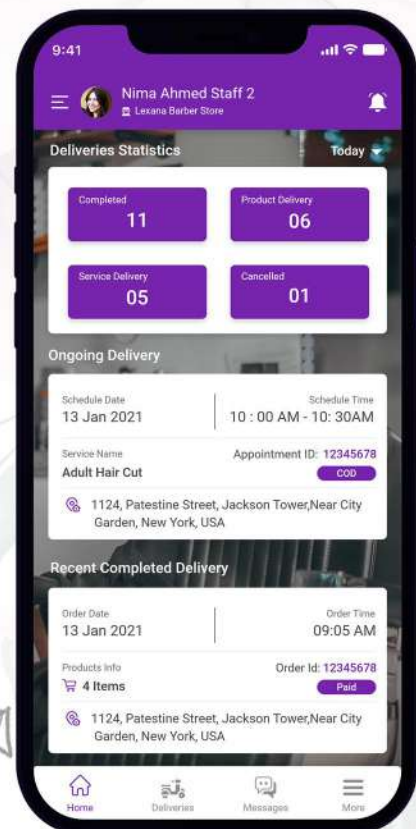 9:41
Nima Ahmed Staff 2
Lexana Barber Store
Deliveries Statistics
Today
Completed
11
Product Delivery
06
Service Delivery
05
Cancelled
01
Ongoing Delivery
Schedule Date
Schedule Time
13 Jan 2021
10 : 00 AM - 10: 30AM
Service Name
Appointment ID: 12345678
Adult Hair Cut
COD
1124, Patestine Street, Jackson Tower,Near City
Garden, New York, USA
Recent Completed Delivery
Order Date
Order Time
13 Jan 2021
09:05 AM
Products Info
Order Id: 12345678
4 Items
Paid
1124, Patestine Street, Jackson Tower,Near City
Garden, New York, USA
Home
Deliveries
Messages
More